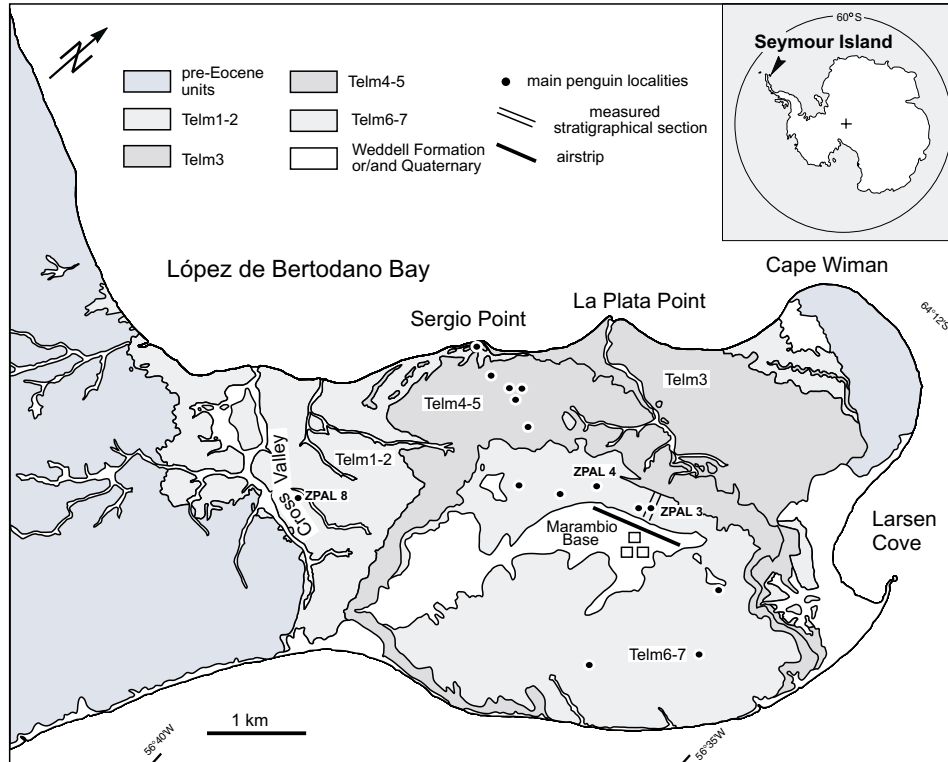 N
60°S
Seymour Island
pre-Eocene
units
Telm1-2
Telm3
Telm4-5
Telm6-7
Weddell Formation
or/and Quaternary
main penguin localities
measured
stratigraphical section
airstrip
López de Bertodano Bay
Sergio Point
La Plata Point
Cape Wiman
64°12'S
Telm4-5
Telm3
Telm1-2
Cross Valley
ZPAL 8
ZPAL 4
ZPAL 3
Marambio
Base
Larsen
Cove
Telm6-7
1 km
56°40'W
56°35'W